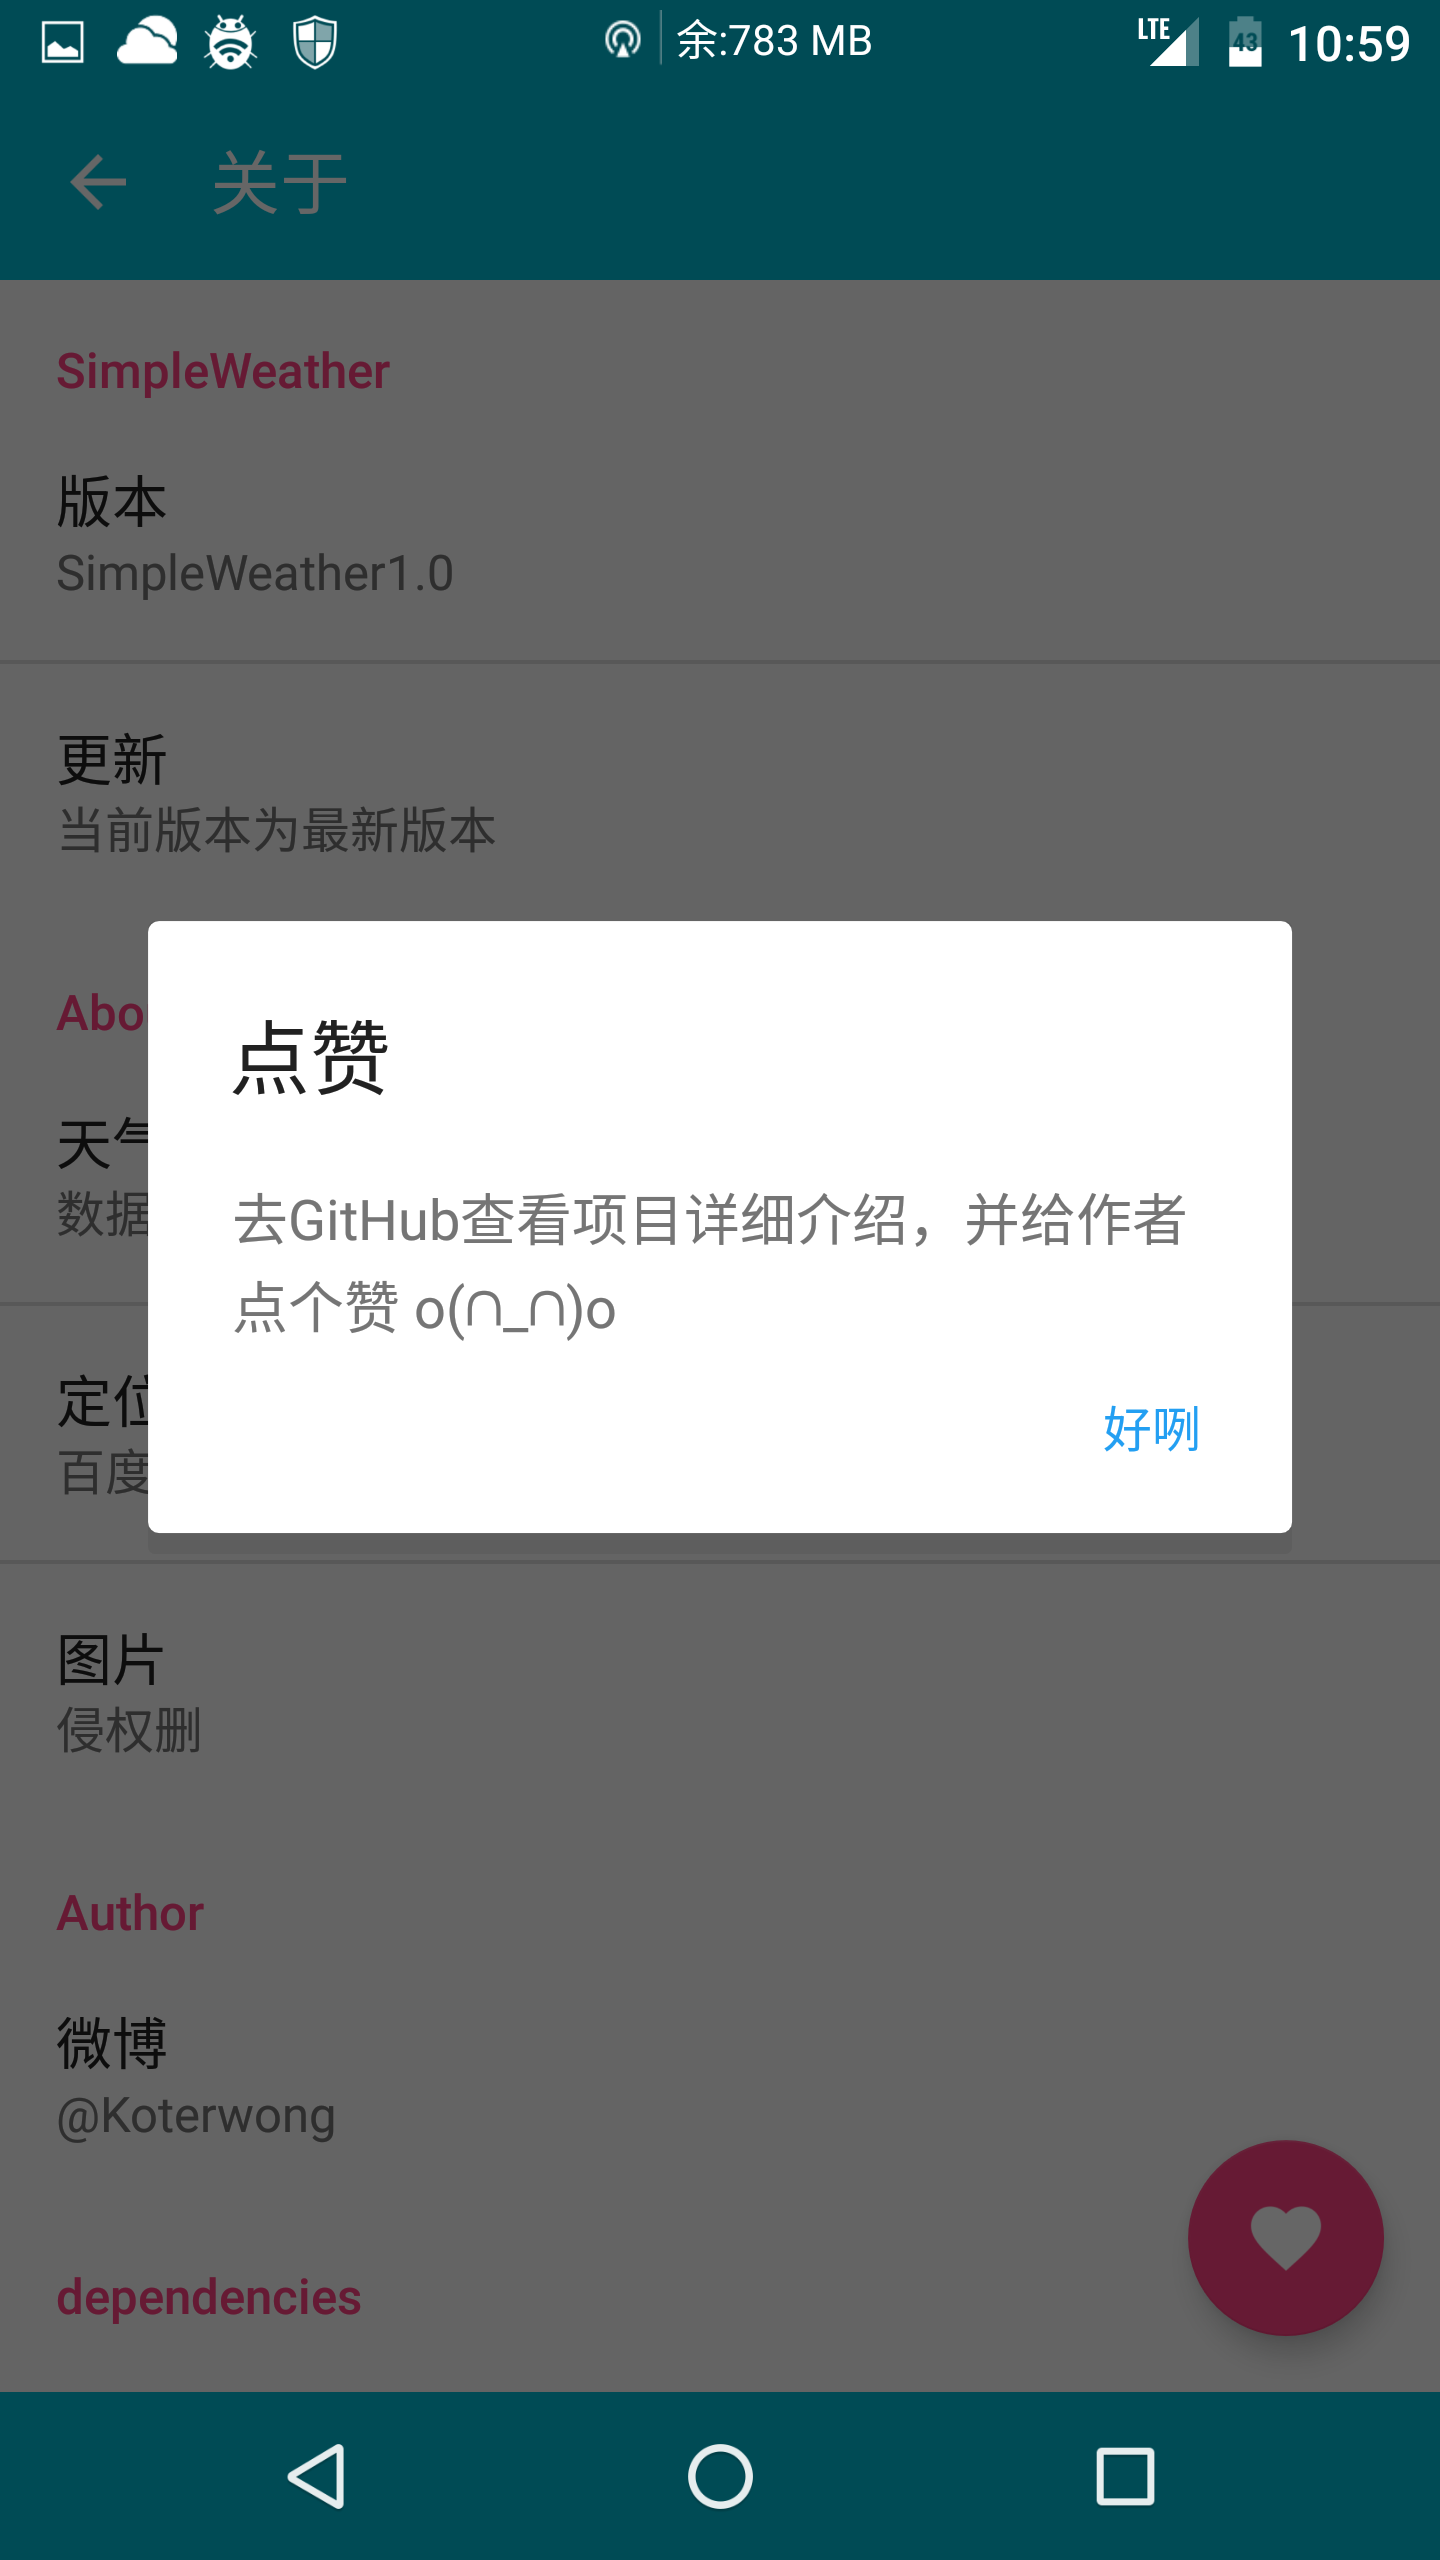 余:783 MB
LTE
43
10:59
关于
SimpleWeather
版本
SimpleWeather1.0
更新
当前版本为最新版本
Abo
点赞
天气
数据
去GitHub查看项目详细介绍，并给作者
点个赞 o(∩_∩)o
定位
百度
好咧
图片
侵权删
Author
微博
@Koterwong
dependencies